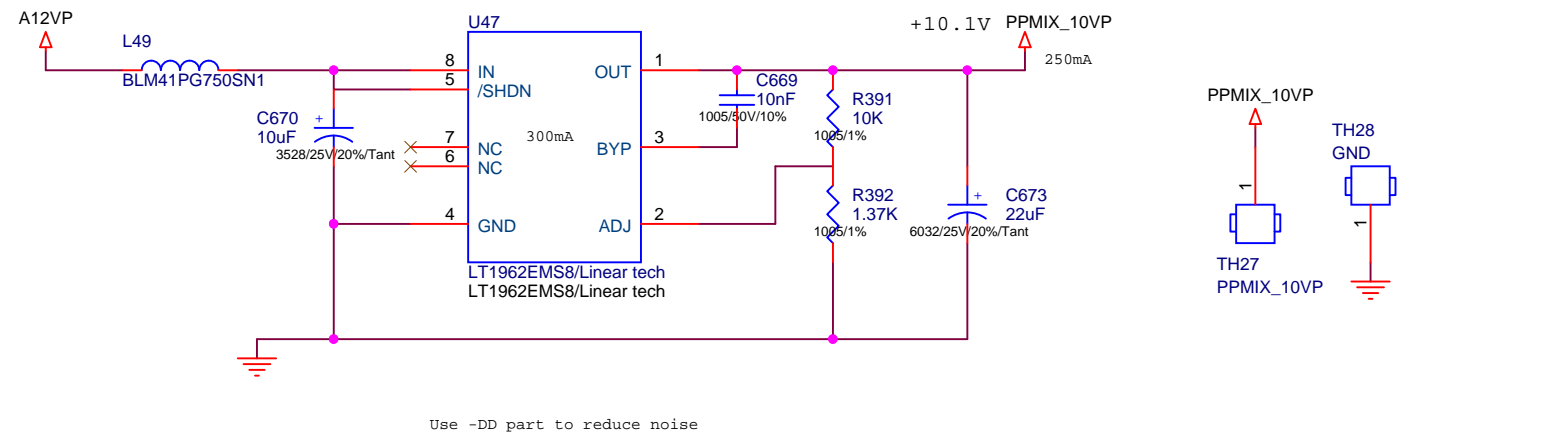 A12VP
L49
BLM41PG750SN1
C670
+
10uF
3528/25V/20%/Tant
U47
8
IN
5
/SHDN
7
NC
6
NC
4
GND
300mA
OUT
1
BYP
3
ADJ
2
LT1962EMS8/Linear tech
LT1962EMS8/Linear tech
C669
10nF
1005/50V/10%
R391
10K
1005/1%
R392
1.37K
1005/1%
+10.1V
PPMIX_10VP
250mA
+
C673
22uF
6032/25V/20%/Tant
PPMIX_10VP
1
TH27
PPMIX_10VP
TH28
GND
1
Use -DD part to reduce noise